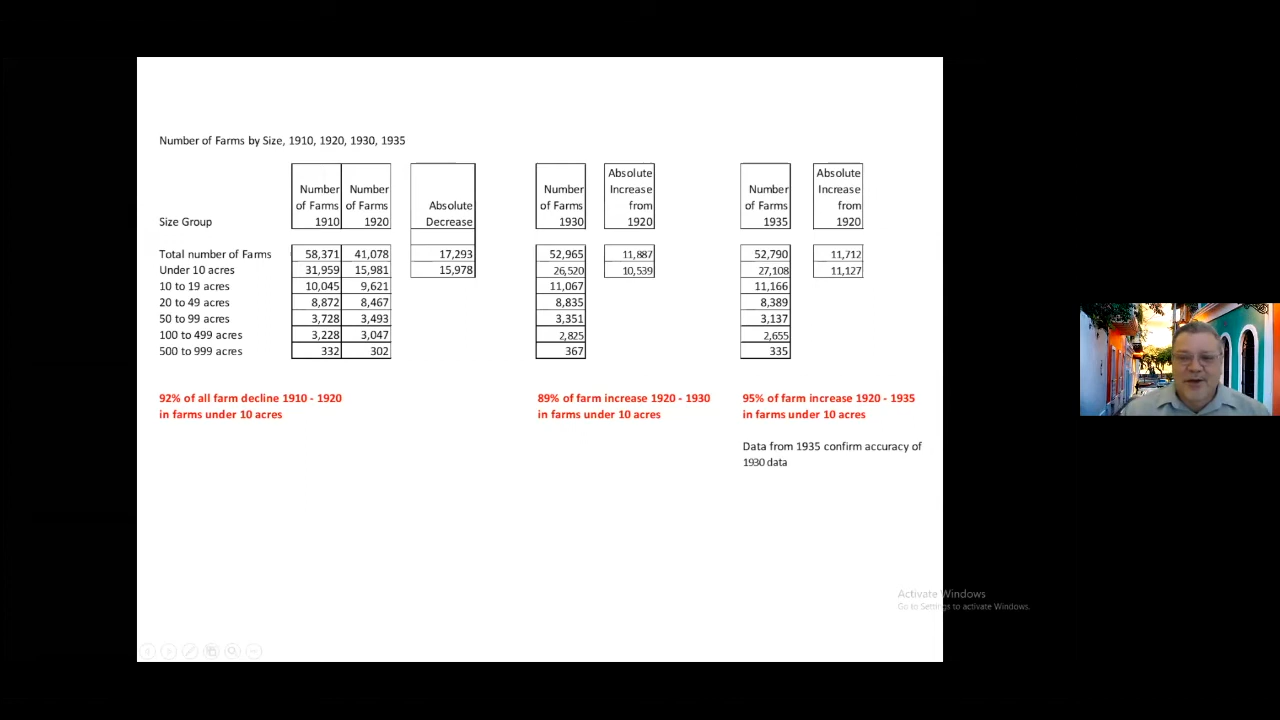 Number of Farms by Size, 1910, 1920, 1930, 1935
Size Group
Number of Farms 1910
Number of Farms 1920
Absolute Decrease
Number of Farms 1930
Absolute Increase from 1920
Number of Farms 1935
Absolute Increase from 1920
Total number of Farms 58,371 41,078 17,293 52,965 11,887 52,790 11,712
Under 10 acres 31,959 15,981 15,978 26,520 10,539 27,108 11,127
10 to 19 acres 10,045 9,621 11,067 11,166
20 to 49 acres 8,872 8,467 8,835 8,389
50 to 99 acres 3,728 3,493 3,351 3,137
100 to 499 acres 3,228 3,047 2,825 2,655
500 to 999 acres 332 302 367 335
92% of all farm decline 1910 - 1920
in farms under 10 acres
89% of farm increase 1920 - 1930
in farms under 10 acres
95% of farm increase 1920 - 1935
in farms under 10 acres
Data from 1935 confirm accuracy of
1930 data
Activate Windows
Go to Settings to activate Windows.